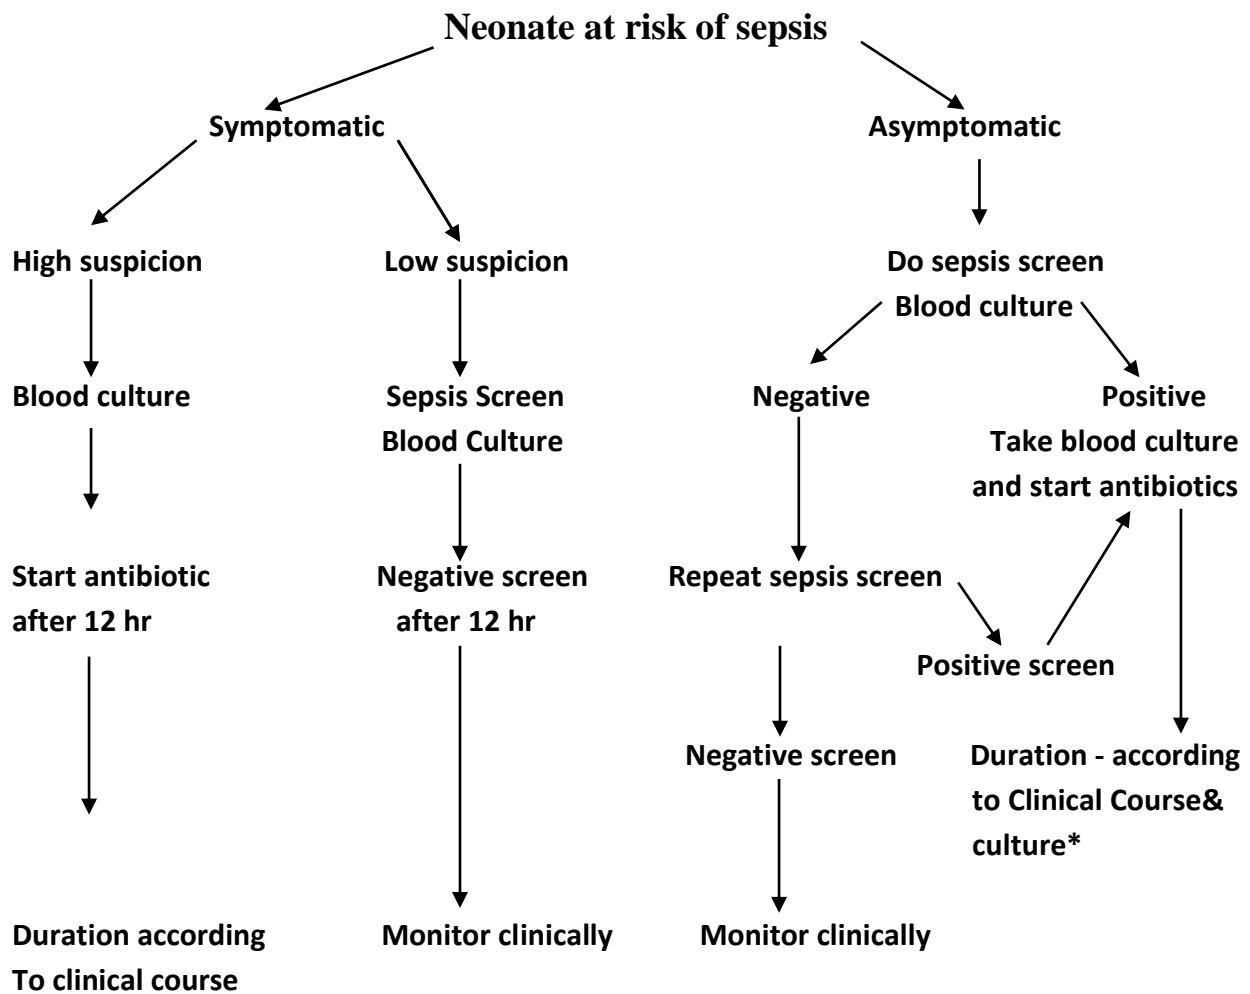 Neonate at risk of sepsis
Symptomatic
Asymptomatic
High suspicion
Low suspicion
Do sepsis screen
Blood culture
Blood culture
Sepsis Screen
Blood Culture
Negative
Positive
Take blood culture
and start antibiotics
Start antibiotic
after 12 hr
Negative screen
after 12 hr
Repeat sepsis screen
Positive screen
Negative screen
Duration - according
to Clinical Course&
culture*
Duration according
To clinical course
Monitor clinically
Monitor clinically